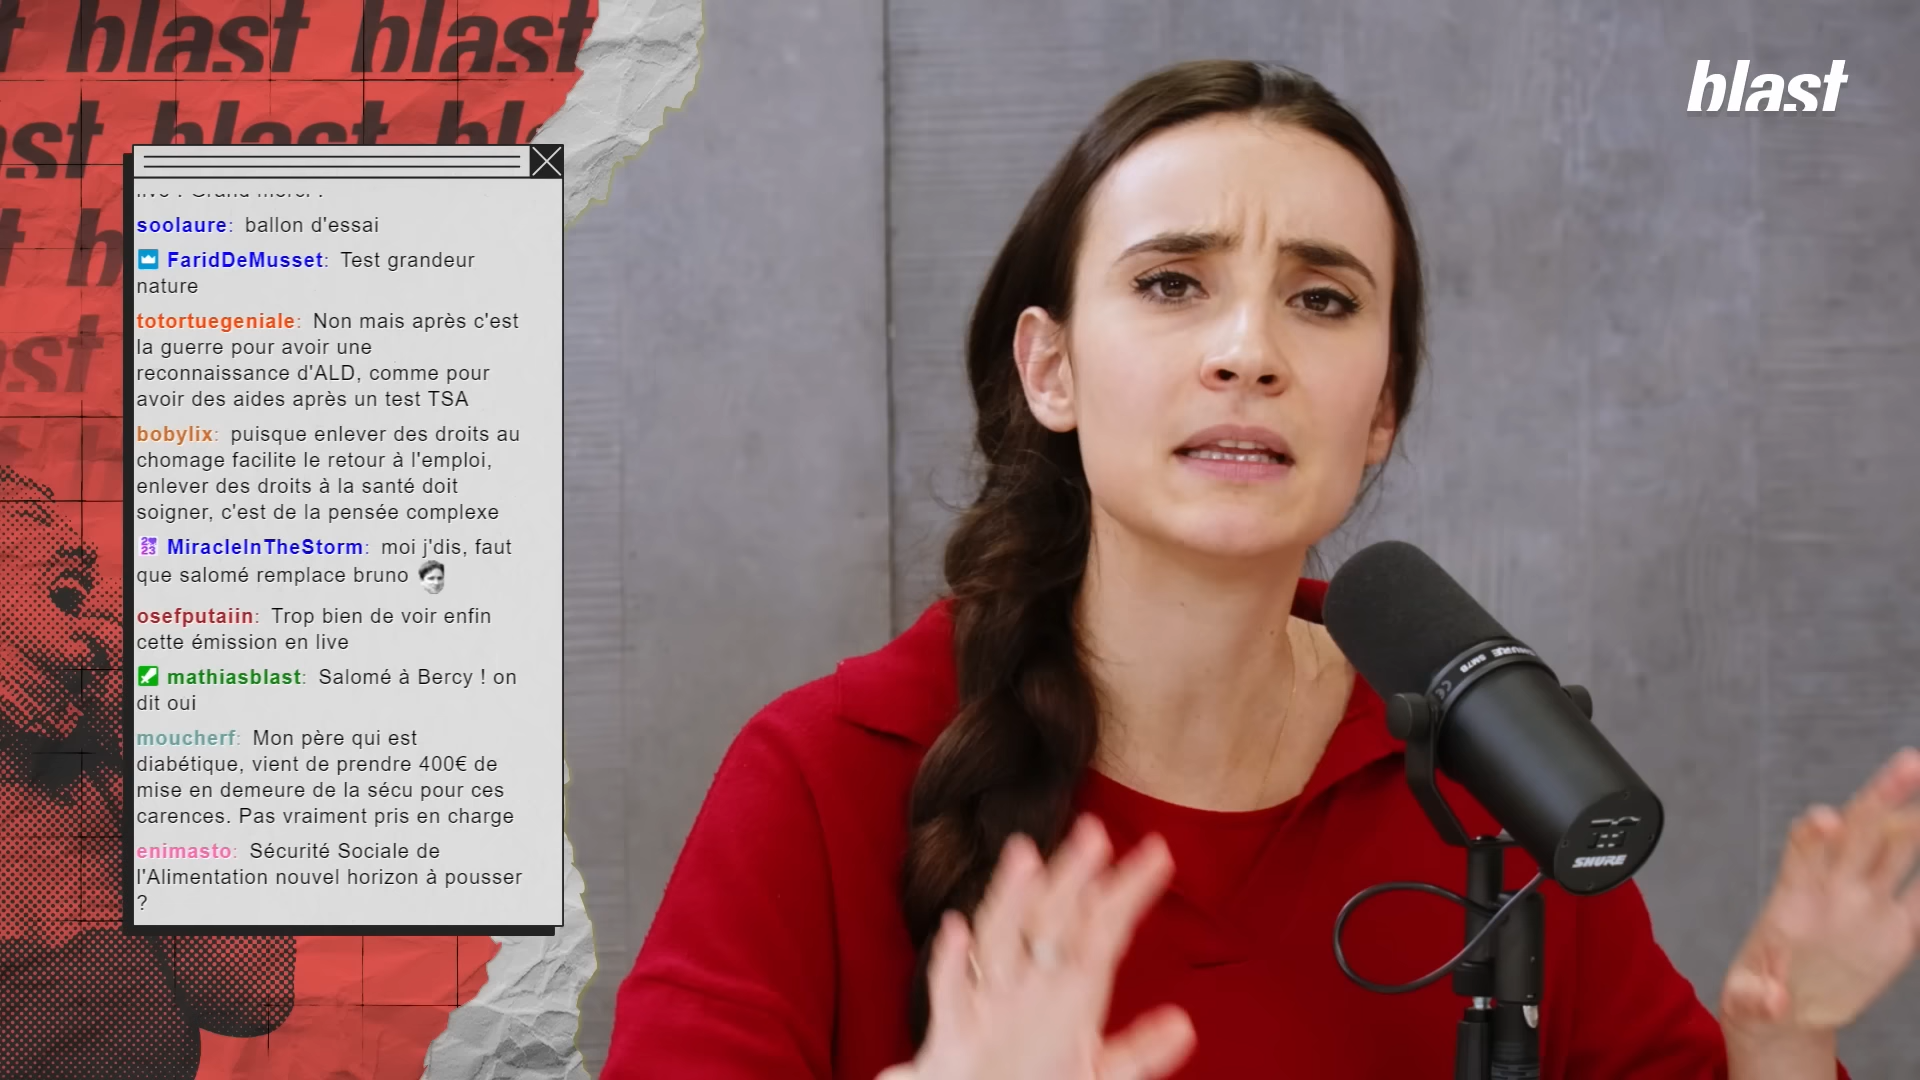 blast blast
blast
soolaure: ballon d'essai
FaridDeMusset: Test grandeur
nature
totortuegeniale: Non mais après c'est
la guerre pour avoir une
reconnaissance d'ALD, comme pour
avoir des aides après un test TSA
bobylix: puisque enlever des droits au
chomage facilite le retour à l'emploi,
enlever des droits à la santé doit
soigner, c'est de la pensée complexe
MiracleInTheStorm: moi j'dis, faut
que salomé remplace bruno
osefputaiin: Trop bien de voir enfin
cette émission en live
mathiasblast: Salomé à Bercy ! on
dit oui
moucherf: Mon père qui est
diabétique, vient de prendre 400€ de
mise en demeure de la sécu pour ces
carences. Pas vraiment pris en charge
enimasto: Sécurité Sociale de
l'Alimentation nouvel horizon à pousser
?
SHURE SM7B
SHURE